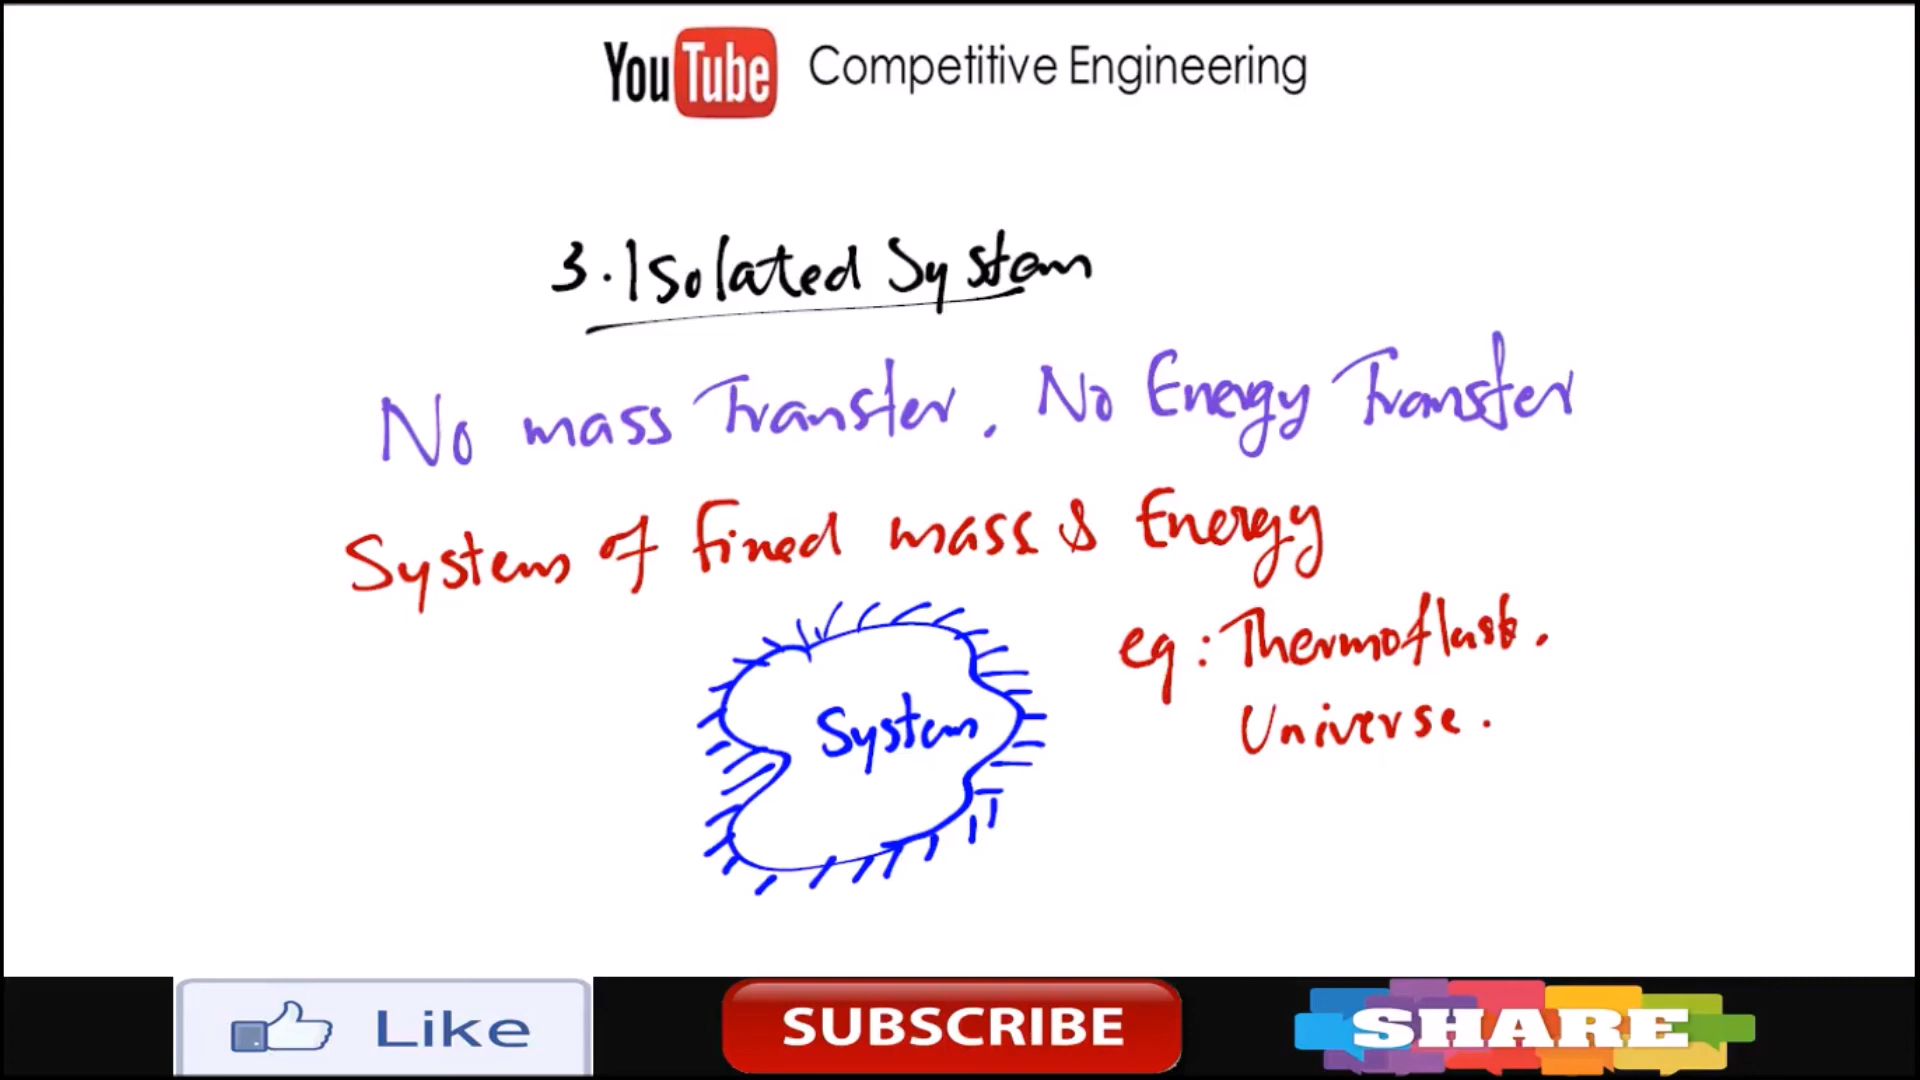 YouTube Competitive Engineering
3. Isolated System
No mass Transfer, No Energy Transfer
System of fixed mass & Energy
eg: Thermoflask.
Universe.
System
Like
SUBSCRIBE
SHARE